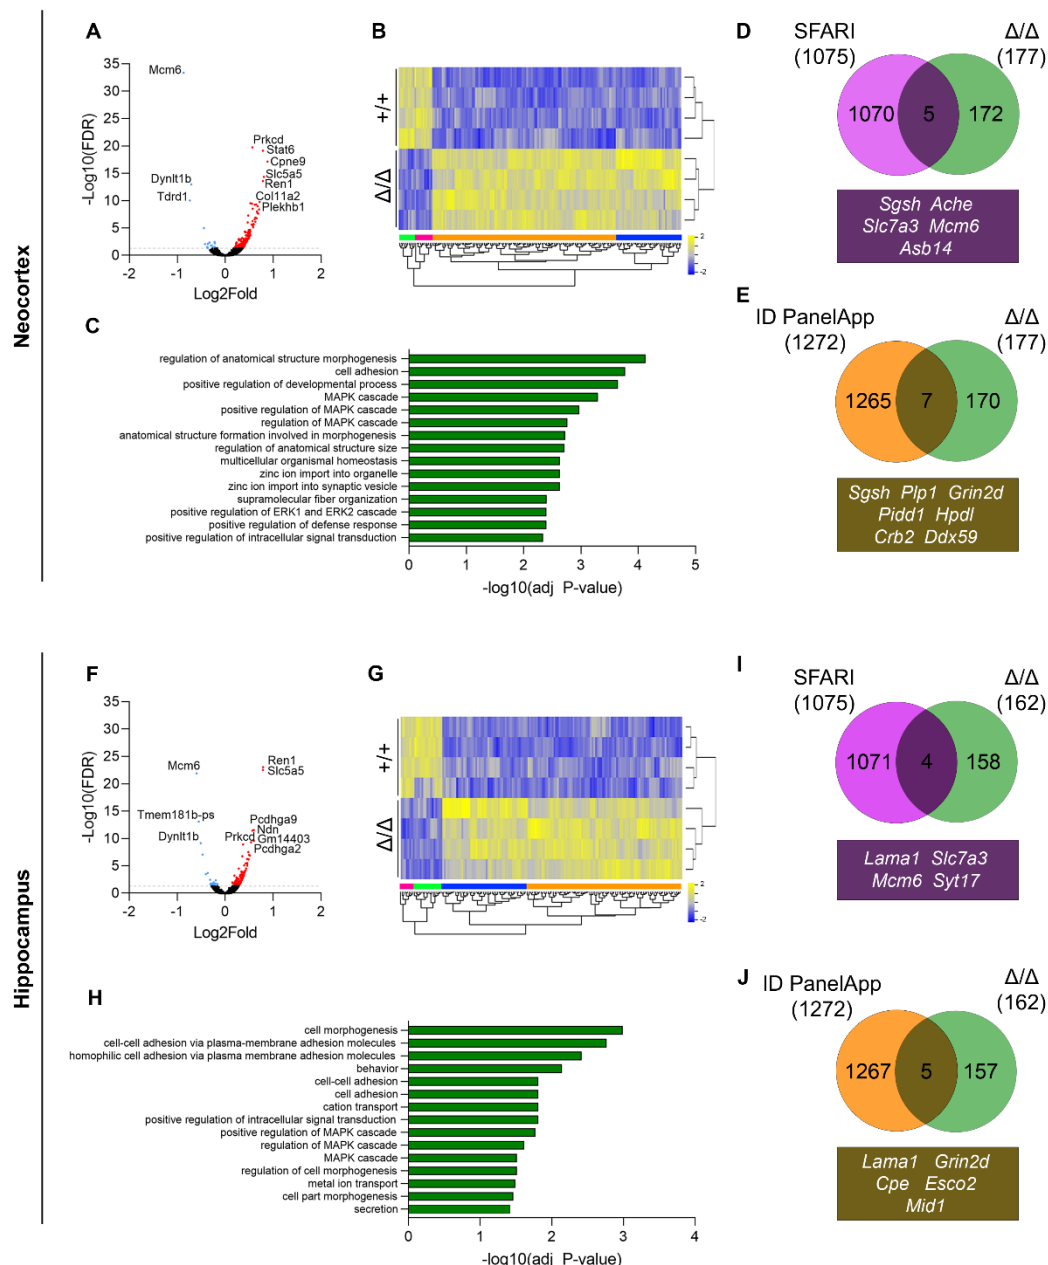 Neocortex
A
35
30
25
20
15
10
5
0
-Log10(FDR)
Mcm6
Prkcd
Stat6
Cpne9
Slc5a5
Ren1
Col11a2
Plekhb1
Dynlt1b
Tdrd1
-2
-1
0
1
2
Log2Fold
B
+/+
Δ/Δ
2
-2
C
regulation of anatomical structure morphogenesis
cell adhesion
positive regulation of developmental process
MAPK cascade
positive regulation of MAPK cascade
regulation of MAPK cascade
anatomical structure formation involved in morphogenesis
regulation of anatomical structure size
multicellular organismal homeostasis
zinc ion import into organelle
zinc ion import into synaptic vesicle
supramolecular fiber organization
positive regulation of ERK1 and ERK2 cascade
positive regulation of defense response
positive regulation of intracellular signal transduction
0
1
2
3
4
5
-log10(adj P-value)
D
SFARI
(1075)
Δ/Δ
(177)
1070
5
172
Sgsh Ache
Slc7a3 Mcm6
Asb14
E
ID PanelApp
(1272)
Δ/Δ
(177)
1265
7
170
Sgsh Plp1 Grin2d
Pidd1 Hpdl
Crb2 Ddx59
Hippocampus
F
35
30
25
20
15
10
5
0
-Log10(FDR)
Mcm6
Ren1
Slc5a5
Tmem181b-ps
Pcdhga9
Ndn
Dynlt1b
Prkcd
Gm14403
Pcdhga2
-2
-1
0
1
2
Log2Fold
G
+/+
Δ/Δ
2
-2
H
cell morphogenesis
cell-cell adhesion via plasma-membrane adhesion molecules
homophilic cell adhesion via plasma membrane adhesion molecules
behavior
cell-cell adhesion
cell adhesion
cation transport
positive regulation of intracellular signal transduction
positive regulation of MAPK cascade
regulation of MAPK cascade
MAPK cascade
regulation of cell morphogenesis
metal ion transport
cell part morphogenesis
secretion
0
1
2
3
4
-log10(adj P-value)
I
SFARI
(1075)
Δ/Δ
(162)
1071
4
158
Lama1 Slc7a3
Mcm6 Syt17
J
ID PanelApp
(1272)
Δ/Δ
(162)
1267
5
157
Lama1 Grin2d
Cpe Esco2
Mid1